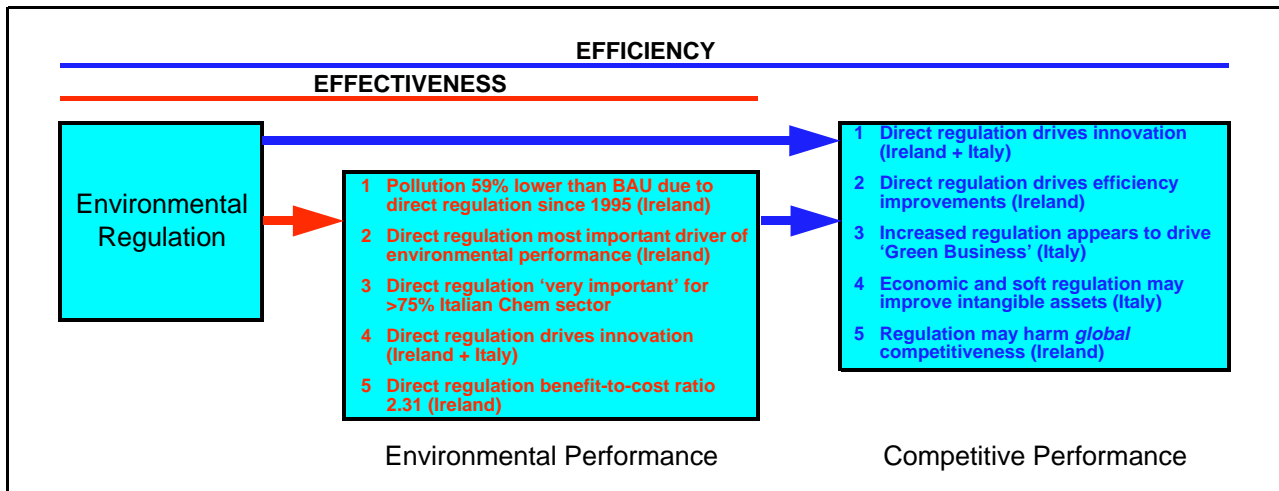 EFFICIENCY
EFFECTIVENESS
Environmental
Regulation
1 Pollution 59% lower than BAU due to
direct regulation since 1995 (Ireland)
2 Direct regulation most important driver of
environmental performance (Ireland)
3 Direct regulation ‘very important’ for
>75% Italian Chem sector
4 Direct regulation drives innovation
(Ireland + Italy)
5 Direct regulation benefit-to-cost ratio
2.31 (Ireland)
Environmental Performance
1 Direct regulation drives innovation
(Ireland + Italy)
2 Direct regulation drives efficiency
improvements (Ireland)
3 Increased regulation appears to drive
‘Green Business’ (Italy)
4 Economic and soft regulation may
improve intangible assets (Italy)
5 Regulation may harm global
competitiveness (Ireland)
Competitive Performance